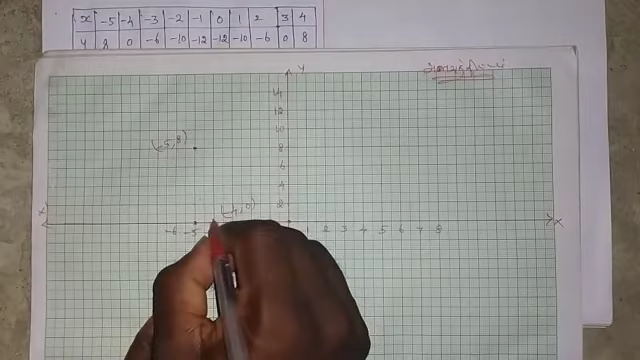 x -5 -4 -3 -2 -1 0 1 2 3 4
y 8 0 -6 -10 -12 -12 -10 -6 0 8
Y
14
12
10
(-5,8)
8
6
4
(-4,0)
2
X'
X
-6 -5 1 2 3 4 5 6 7 8